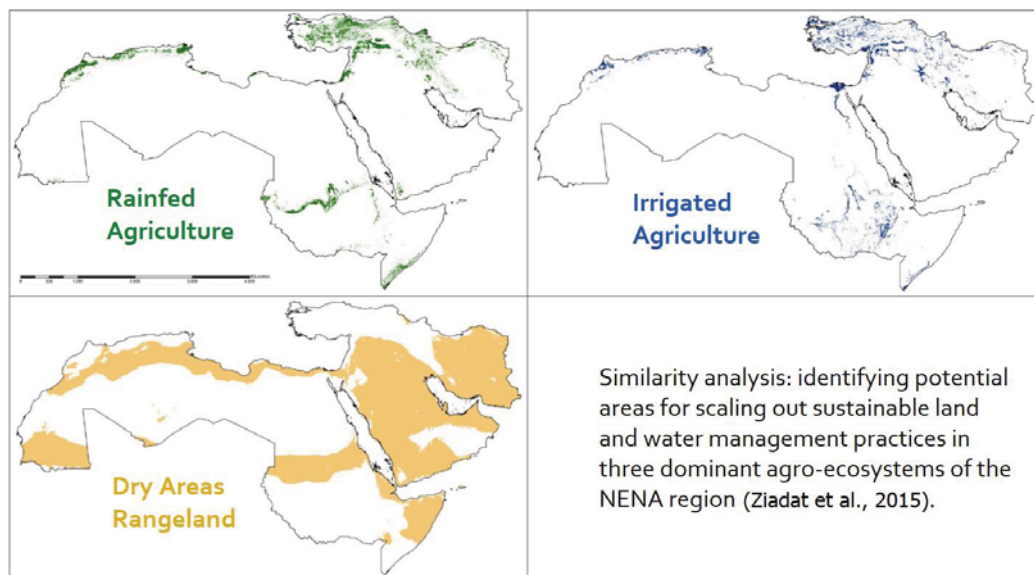 Rainfed
Agriculture
Irrigated
Agriculture
Dry Areas
Rangeland
Similarity analysis: identifying potential
areas for scaling out sustainable land
and water management practices in
three dominant agro-ecosystems of the
NENA region (Ziadat et al., 2015).